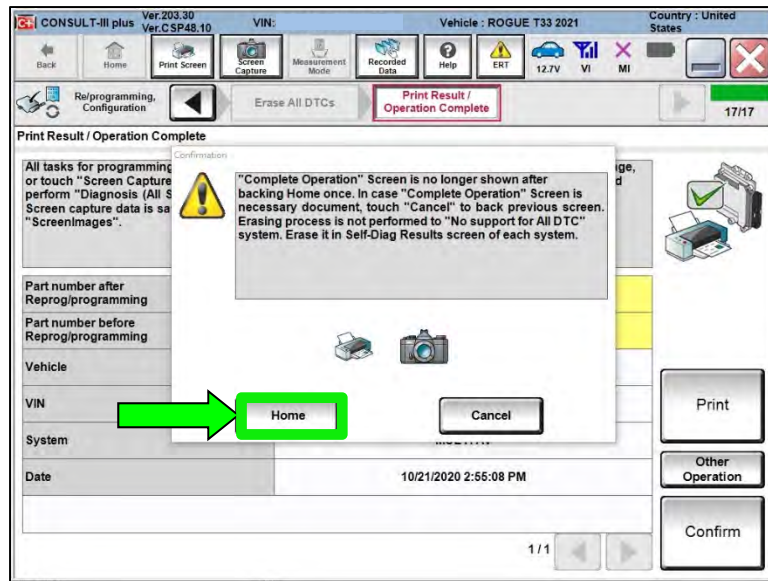 CONSULT-III plus
Ver.203.30
Ver.CSP48.10
VIN:
Vehicle : ROGUE T33 2021
Country : United
States
Back
Home
Print Screen
Screen
Capture
Measurement
Mode
Recorded
Data
Help
ERT
12.7V
VI
MI
Re/programming,
Configuration
Erase All DTCs
Print Result /
Operation Complete
17/17
Print Result / Operation Complete
All tasks for programming
or touch "Screen Capture
perform "Diagnosis (All S
Screen capture data is sa
"ScreenImages".
Confirmation
"Complete Operation" Screen is no longer shown after
backing Home once. In case "Complete Operation" Screen is
necessary document, touch "Cancel" to back previous screen.
Erasing process is not performed to "No support for All DTC"
system. Erase it in Self-Diag Results screen of each system.
Home
Cancel
Part number after
Reprog/programming
Part number before
Reprog/programming
Vehicle
VIN
System
Date
10/21/2020 2:55:08 PM
1/1
Print
Other
Operation
Confirm